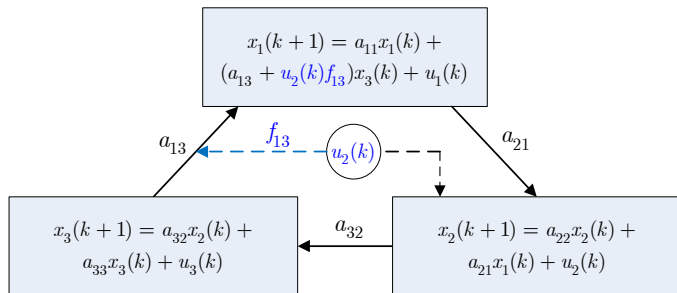 x₁(k + 1) = a₁₁x₁(k) +
(a₁₃ + u₂(k)f₁₃)x₃(k) + u₁(k)
a₁₃
f₁₃
u₂(k)
a₂₁
x₃(k + 1) = a₃₂x₂(k) +
a₃₃x₃(k) + u₃(k)
a₃₂
x₂(k + 1) = a₂₂x₂(k) +
a₂₁x₁(k) + u₂(k)